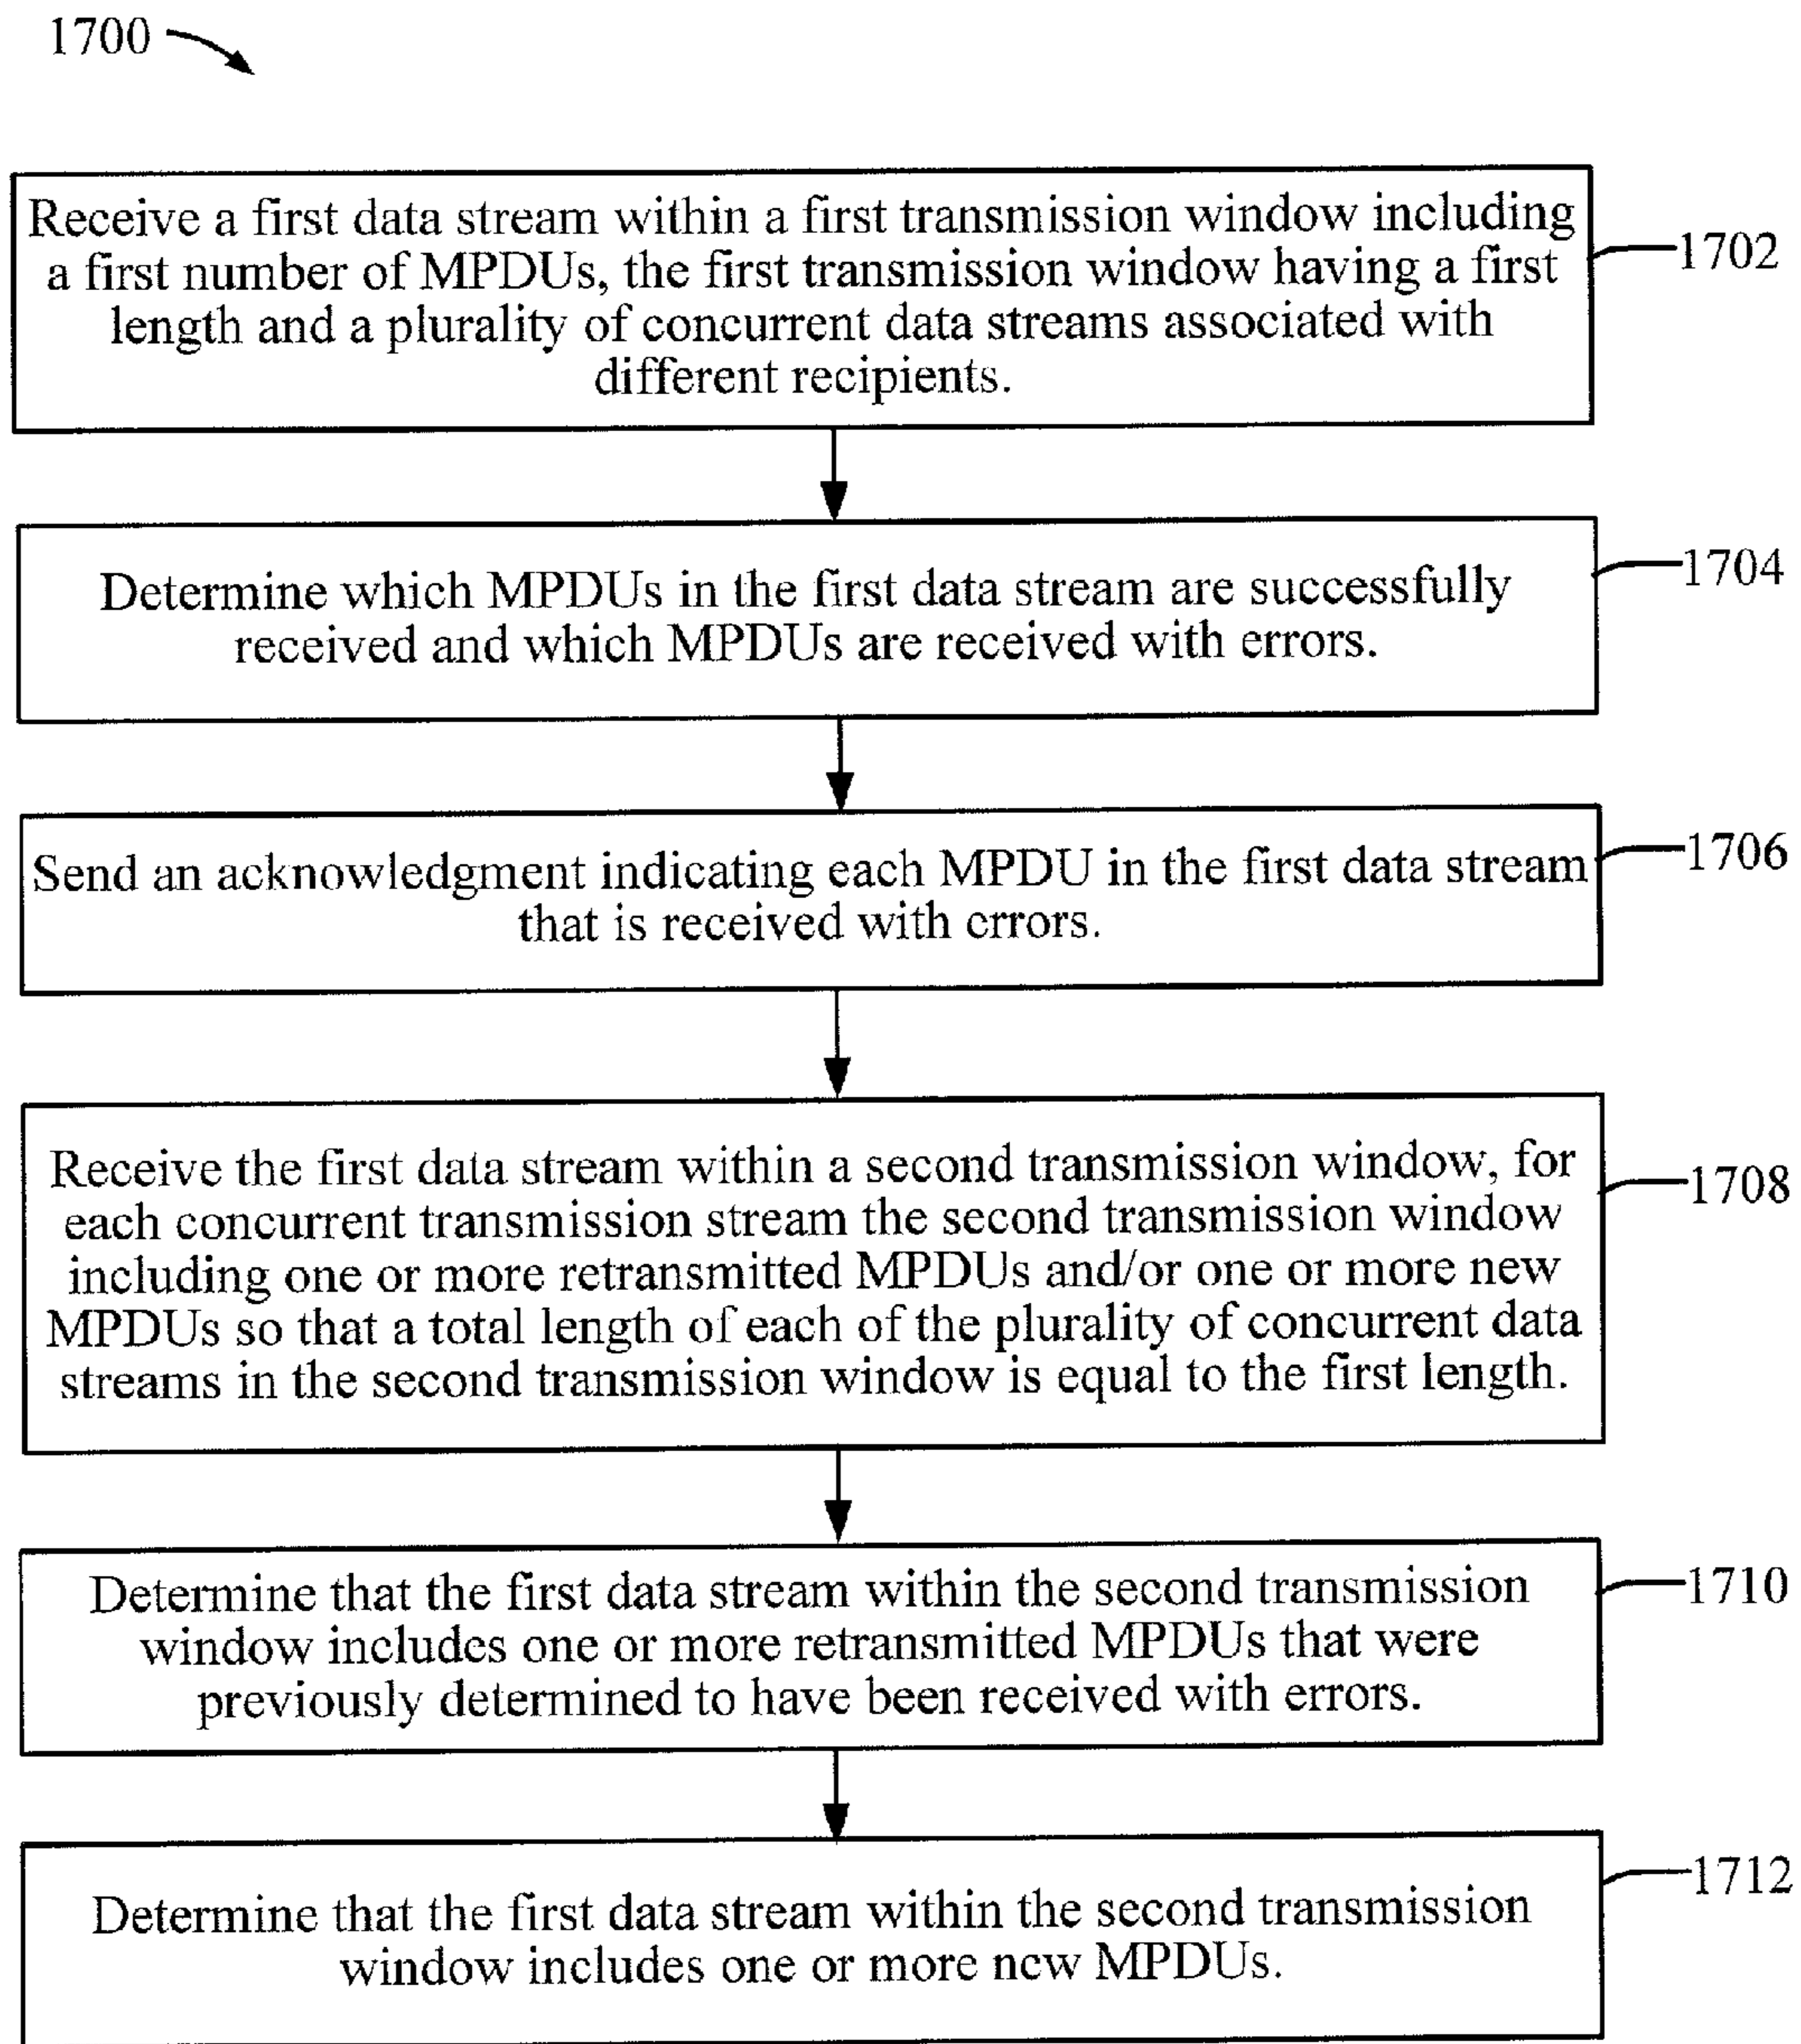 1700
Receive a first data stream within a first transmission window including
a first number of MPDUs, the first transmission window having a first
length and a plurality of concurrent data streams associated with
different recipients.
1702
Determine which MPDUs in the first data stream are successfully
received and which MPDUs are received with errors.
1704
Send an acknowledgment indicating each MPDU in the first data stream
that is received with errors.
1706
Receive the first data stream within a second transmission window, for
each concurrent transmission stream the second transmission window
including one or more retransmitted MPDUs and/or one or more new
MPDUs so that a total length of each of the plurality of concurrent data
streams in the second transmission window is equal to the first length.
1708
Determine that the first data stream within the second transmission
window includes one or more retransmitted MPDUs that were
previously determined to have been received with errors.
1710
Determine that the first data stream within the second transmission
window includes one or more new MPDUs.
1712